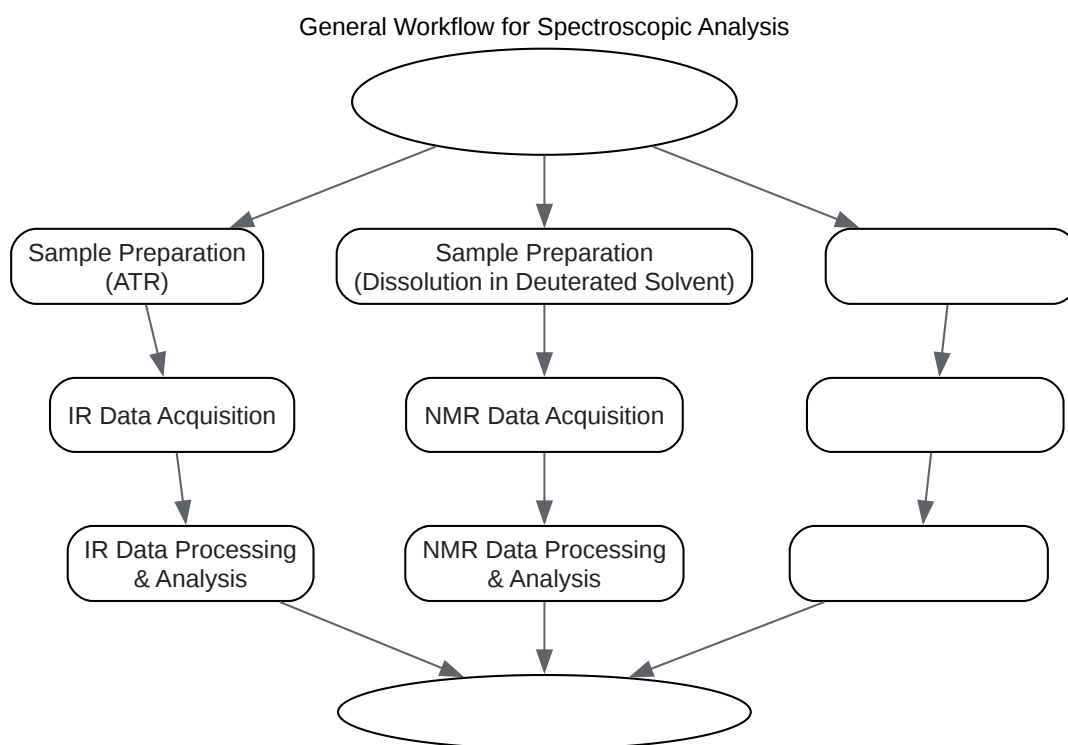 General Workflow for Spectroscopic Analysis
Sample Preparation
(ATR)
Sample Preparation
(Dissolution in Deuterated Solvent)
IR Data Acquisition
NMR Data Acquisition
IR Data Processing
& Analysis
NMR Data Processing
& Analysis